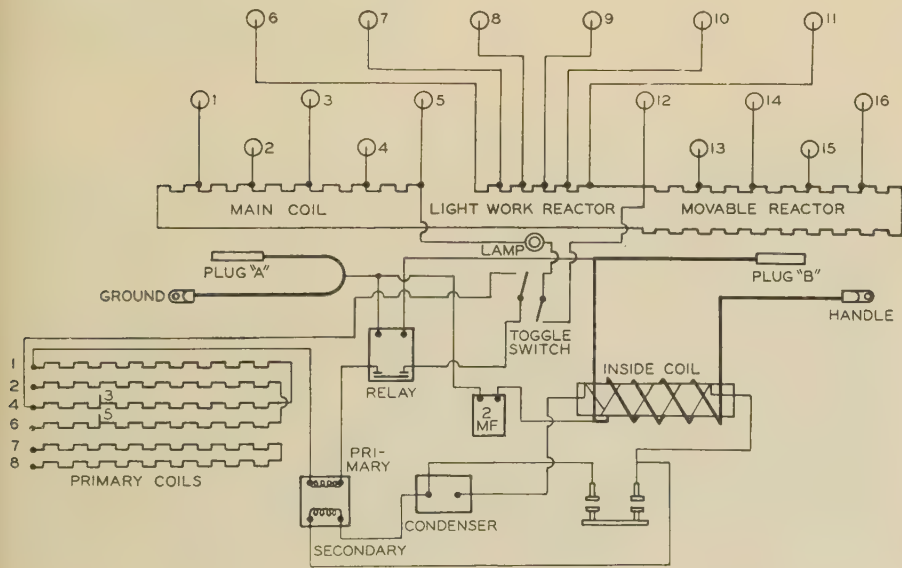 6 7 8 9 10 11
1 3 5 12 14 16
2 4 13 15
MAIN COIL LIGHT WORK REACTOR MOVABLE REACTOR
LAMP
PLUG "A" PLUG "B"
GROUND HANDLE
TOGGLE
SWITCH
RELAY
INSIDE COIL
1
2
3
4
5
6
7
8
2
MF
PRIMARY COILS
PRI-
MARY
CONDENSER
SECONDARY